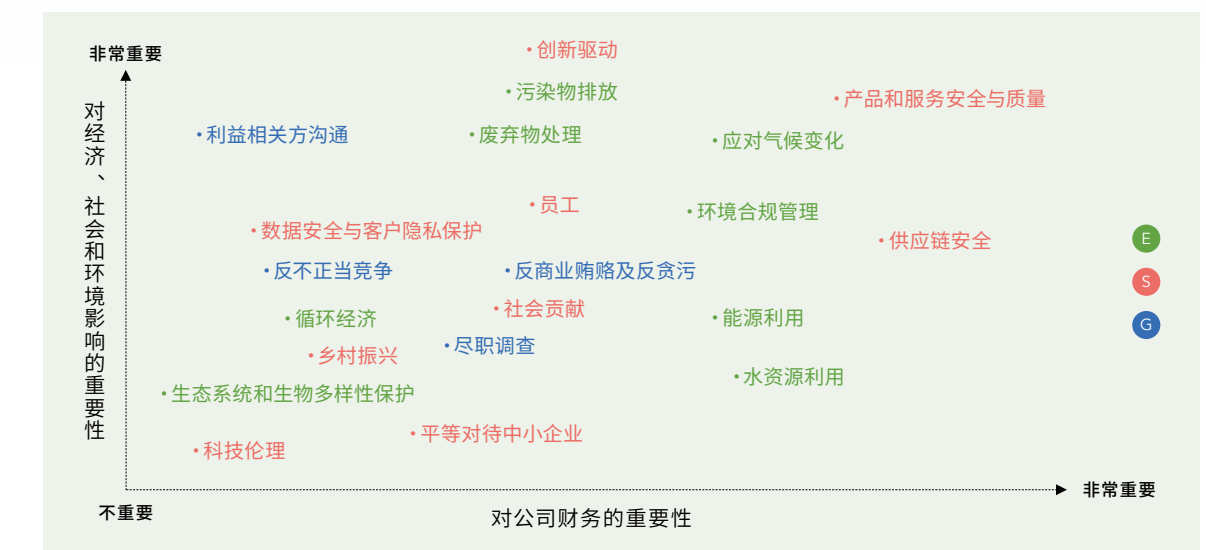 非常重要
对经济、社会和环境影响的重要性
•创新驱动
•污染物排放
•产品和服务安全与质量
•利益相关方沟通
•废弃物处理
•应对气候变化
•员工
•环境合规管理
•数据安全与客户隐私保护
•供应链安全
•反不正当竞争
•反商业贿赂及反贪污
•循环经济
•社会贡献
•能源利用
•乡村振兴
•尽职调查
•水资源利用
•生态系统和生物多样性保护
•平等对待中小企业
•科技伦理
E
S
G
不重要
对公司财务的重要性
非常重要